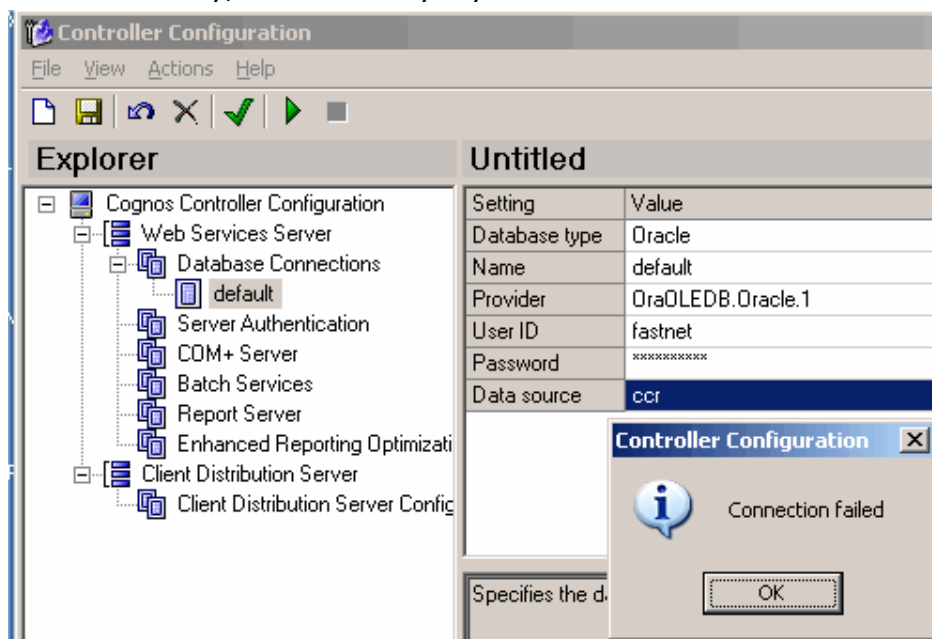 Controller Configuration
File View Actions Help
Explorer
Untitled
Cognos Controller Configuration
Web Services Server
Database Connections
default
Server Authentication
COM+ Server
Batch Services
Report Server
Enhanced Reporting Optimizati
Client Distribution Server
Client Distribution Server Config
Setting Value
Database type Oracle
Name default
Provider OraOLEDB.Oracle.1
User ID fastnet
Password **********
Data source ccr
Controller Configuration
Connection failed
OK
Specifies the d